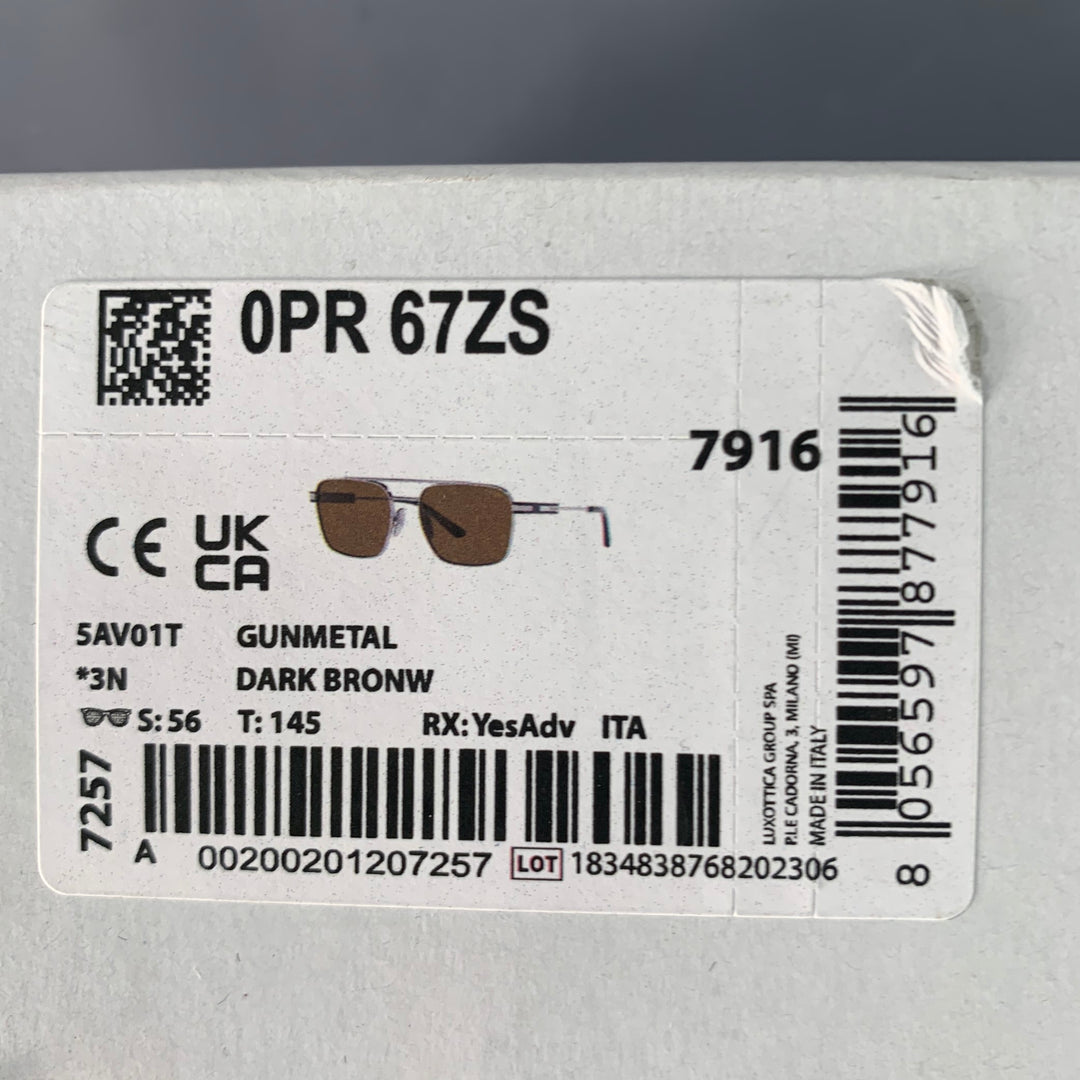 0PR 67ZS
7916
CE UK
CA
5AV01T GUNMETAL
*3N DARK BRONW
S: 56 T: 145 RX: YesAdv ITA
7257
A 00200201207257 LOT 1834838768202306
LUXOTTICA GROUP SPA
P.LE CADORNA, 3, MILANO (MI)
MADE IN ITALY
8 056597 877916